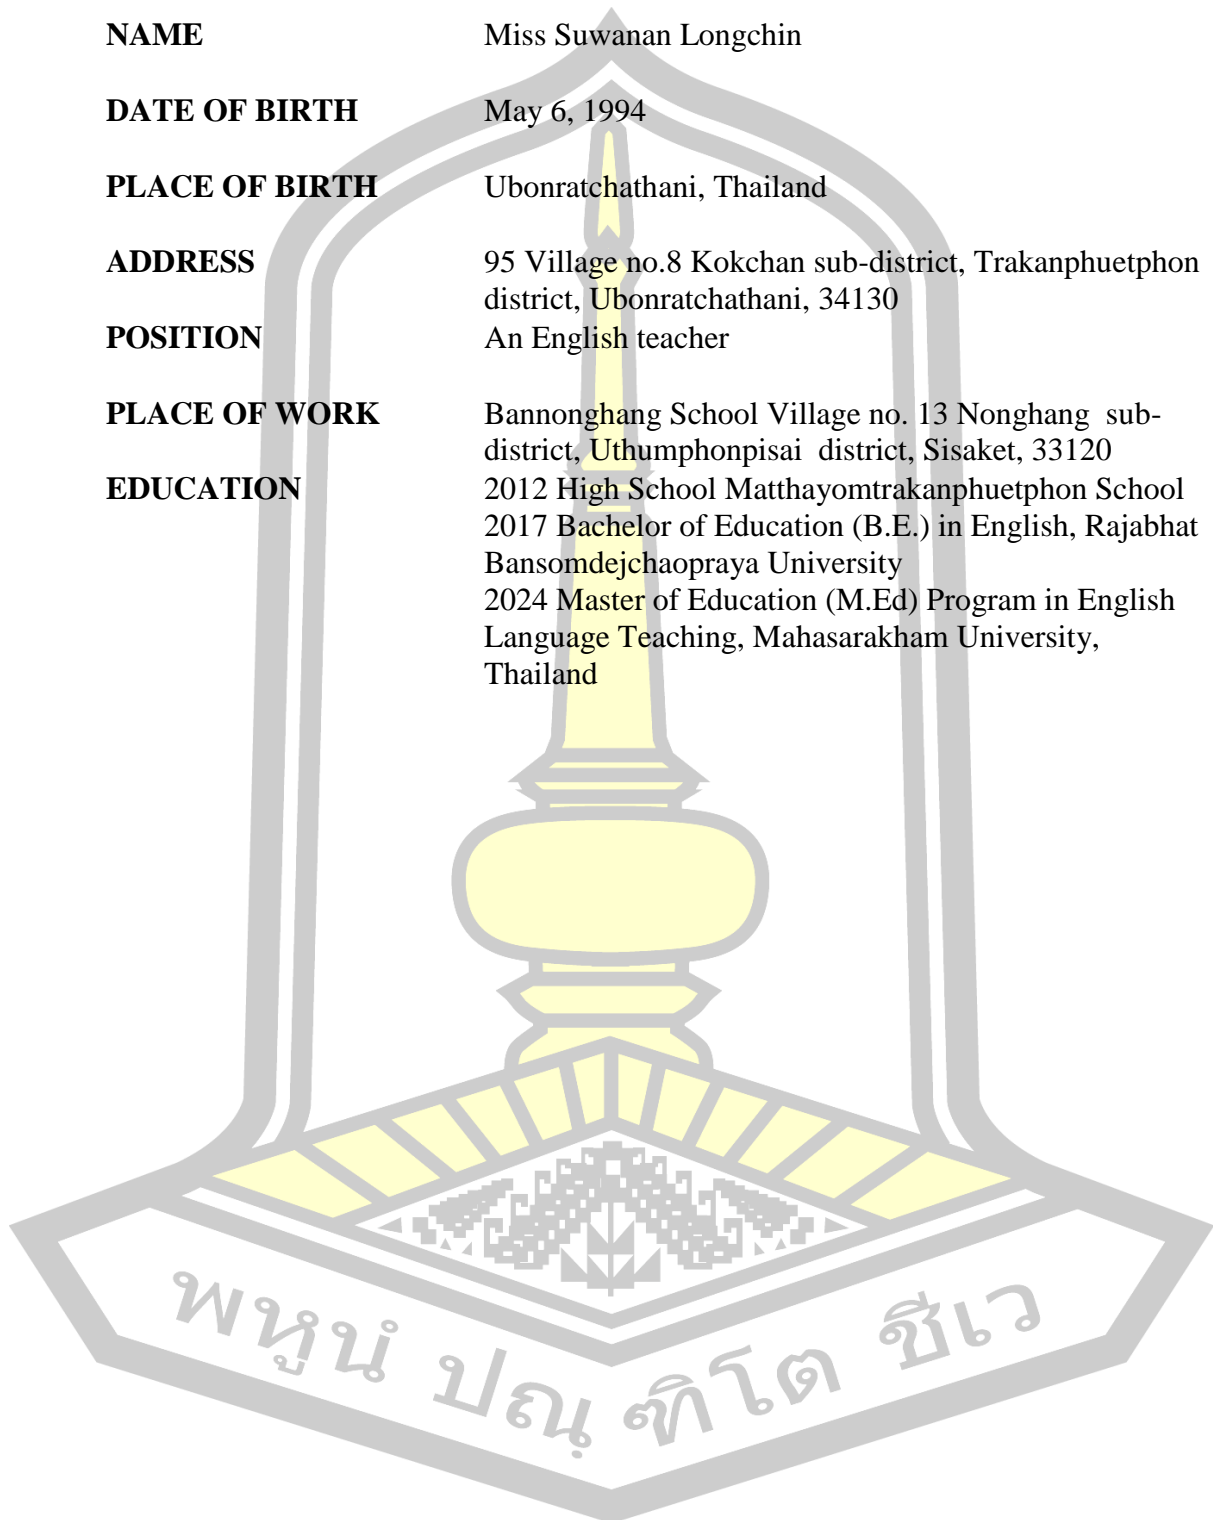 NAME Miss Suwanan Longchin
DATE OF BIRTH May 6, 1994
PLACE OF BIRTH Ubonratchathani, Thailand
ADDRESS 95 Village no.8 Kokchan sub-district, Trakanphuetphon
district, Ubonratchathani, 34130
POSITION An English teacher
PLACE OF WORK Bannonghang School Village no. 13 Nonghang sub-
district, Uthumphonpisai district, Sisaket, 33120
EDUCATION 2012 High School Matthayomtrakanphuetphon School
2017 Bachelor of Education (B.E.) in English, Rajabhat
Bansomdejchaopraya University
2024 Master of Education (M.Ed) Program in English
Language Teaching, Mahasarakham University,
Thailand
พหูนํ ปณฺฑิโต ชีเว